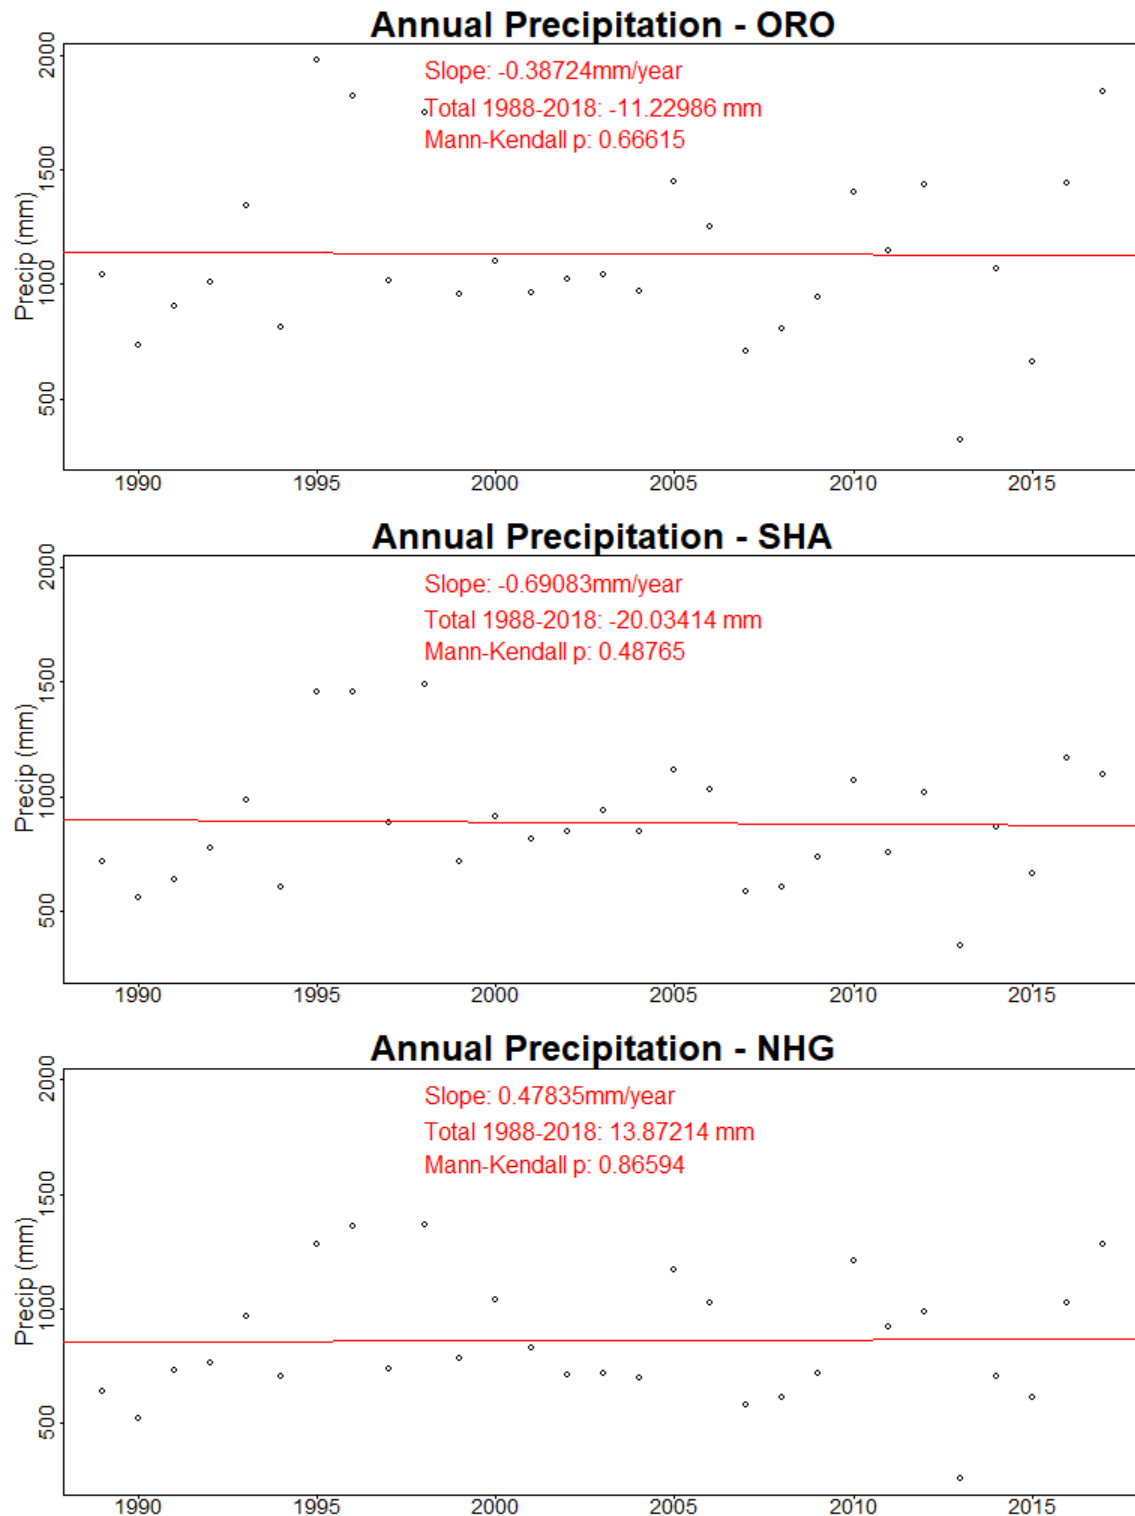 Annual Precipitation - ORO
Slope: -0.38724mm/year
Total 1988-2018: -11.22986 mm
Mann-Kendall p: 0.66615
Precip (mm)
2000
1500
1000
500
1990 1995 2000 2005 2010 2015
Annual Precipitation - SHA
Slope: -0.69083mm/year
Total 1988-2018: -20.03414 mm
Mann-Kendall p: 0.48765
Precip (mm)
2000
1500
1000
500
1990 1995 2000 2005 2010 2015
Annual Precipitation - NHG
Slope: 0.47835mm/year
Total 1988-2018: 13.87214 mm
Mann-Kendall p: 0.86594
Precip (mm)
2000
1500
1000
500
1990 1995 2000 2005 2010 2015